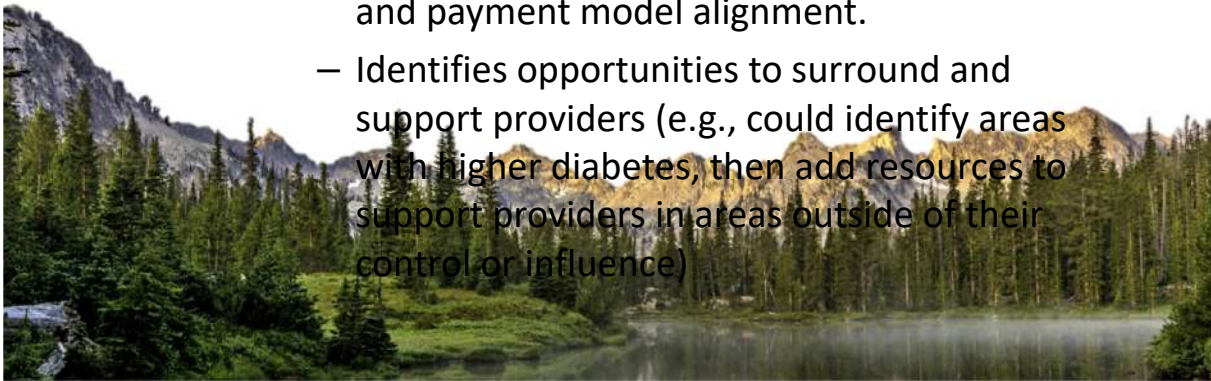 and payment model alignment.
– Identifies opportunities to surround and
support providers (e.g., could identify areas
with higher diabetes, then add resources to
support providers in areas outside of their
control or influence)